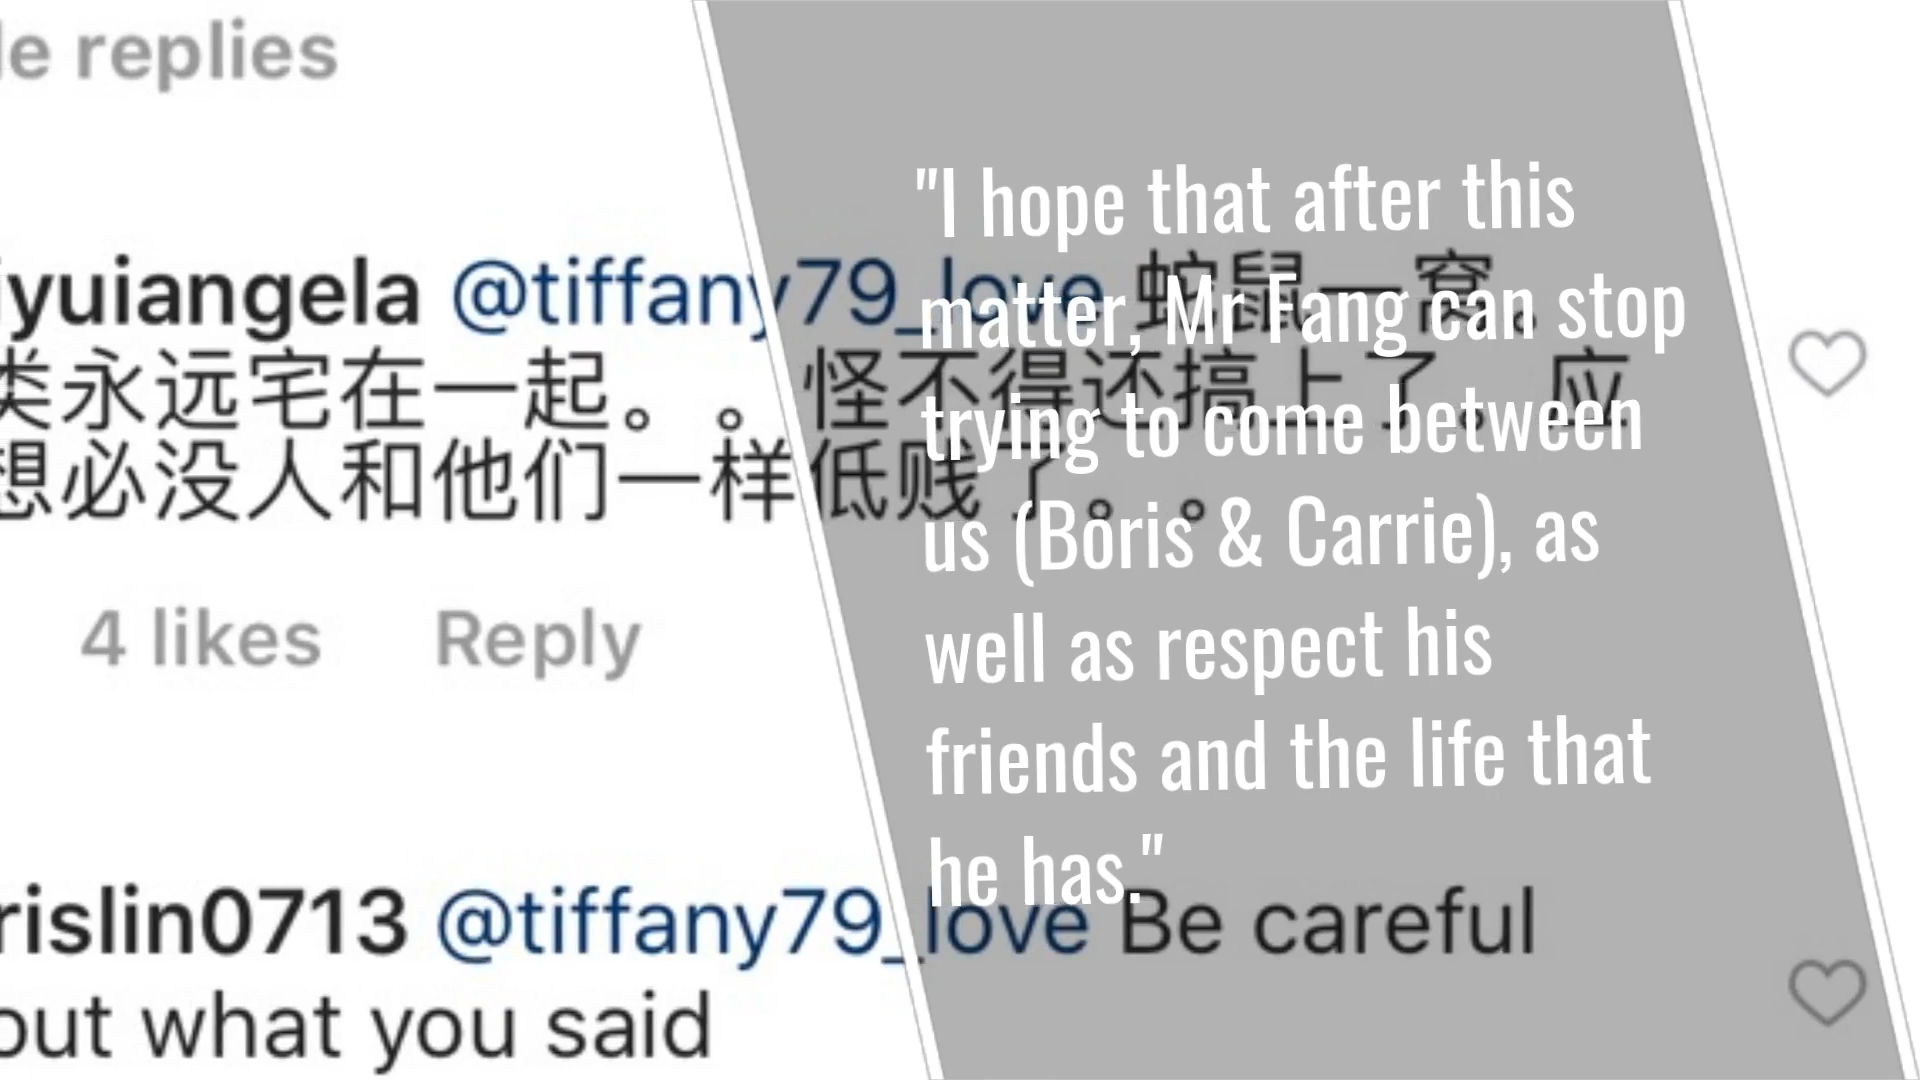 le replies
iyuiangela @tiffany79_love 蛇鼠一窝。
类永远宅在一起。。怪不得还搞上了。应
想必没人和他们一样低贱了。。
4 likes Reply
rislin0713 @tiffany79_love Be careful
out what you said
"I hope that after this
matter, Mr Fang can stop
trying to come between
us (Boris & Carrie), as
well as respect his
friends and the life that
he has."